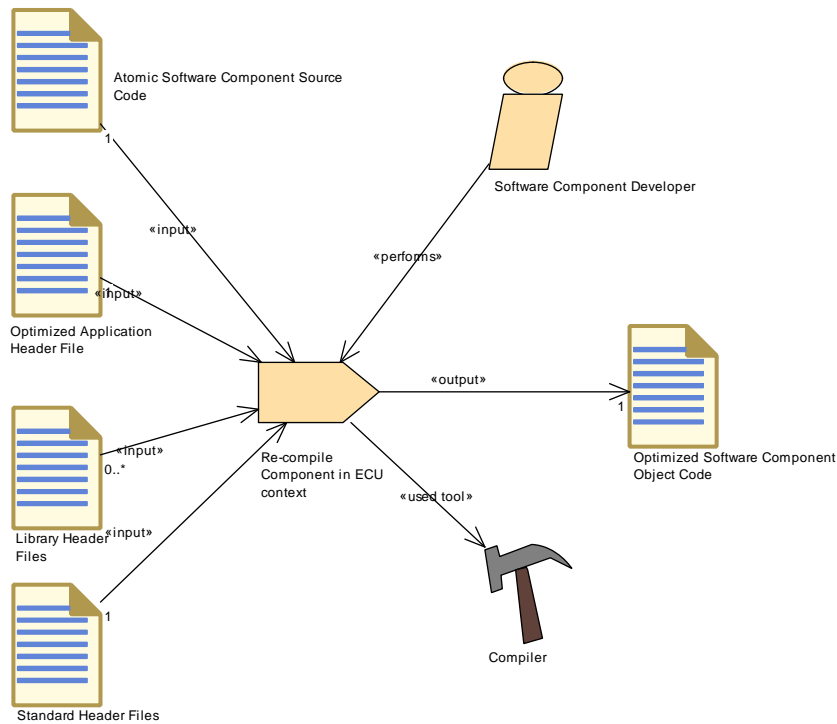 Atomic Software Component Source
Code
1
«input»
Software Component Developer
«performs»
1
«input»
Optimized Application
Header File
«output»
1
Re-compile
Component in ECU
context
Optimized Software Component
Object Code
«input»
0..*
Library Header
Files
«used tool»
«input»
1
Compiler
Standard Header Files